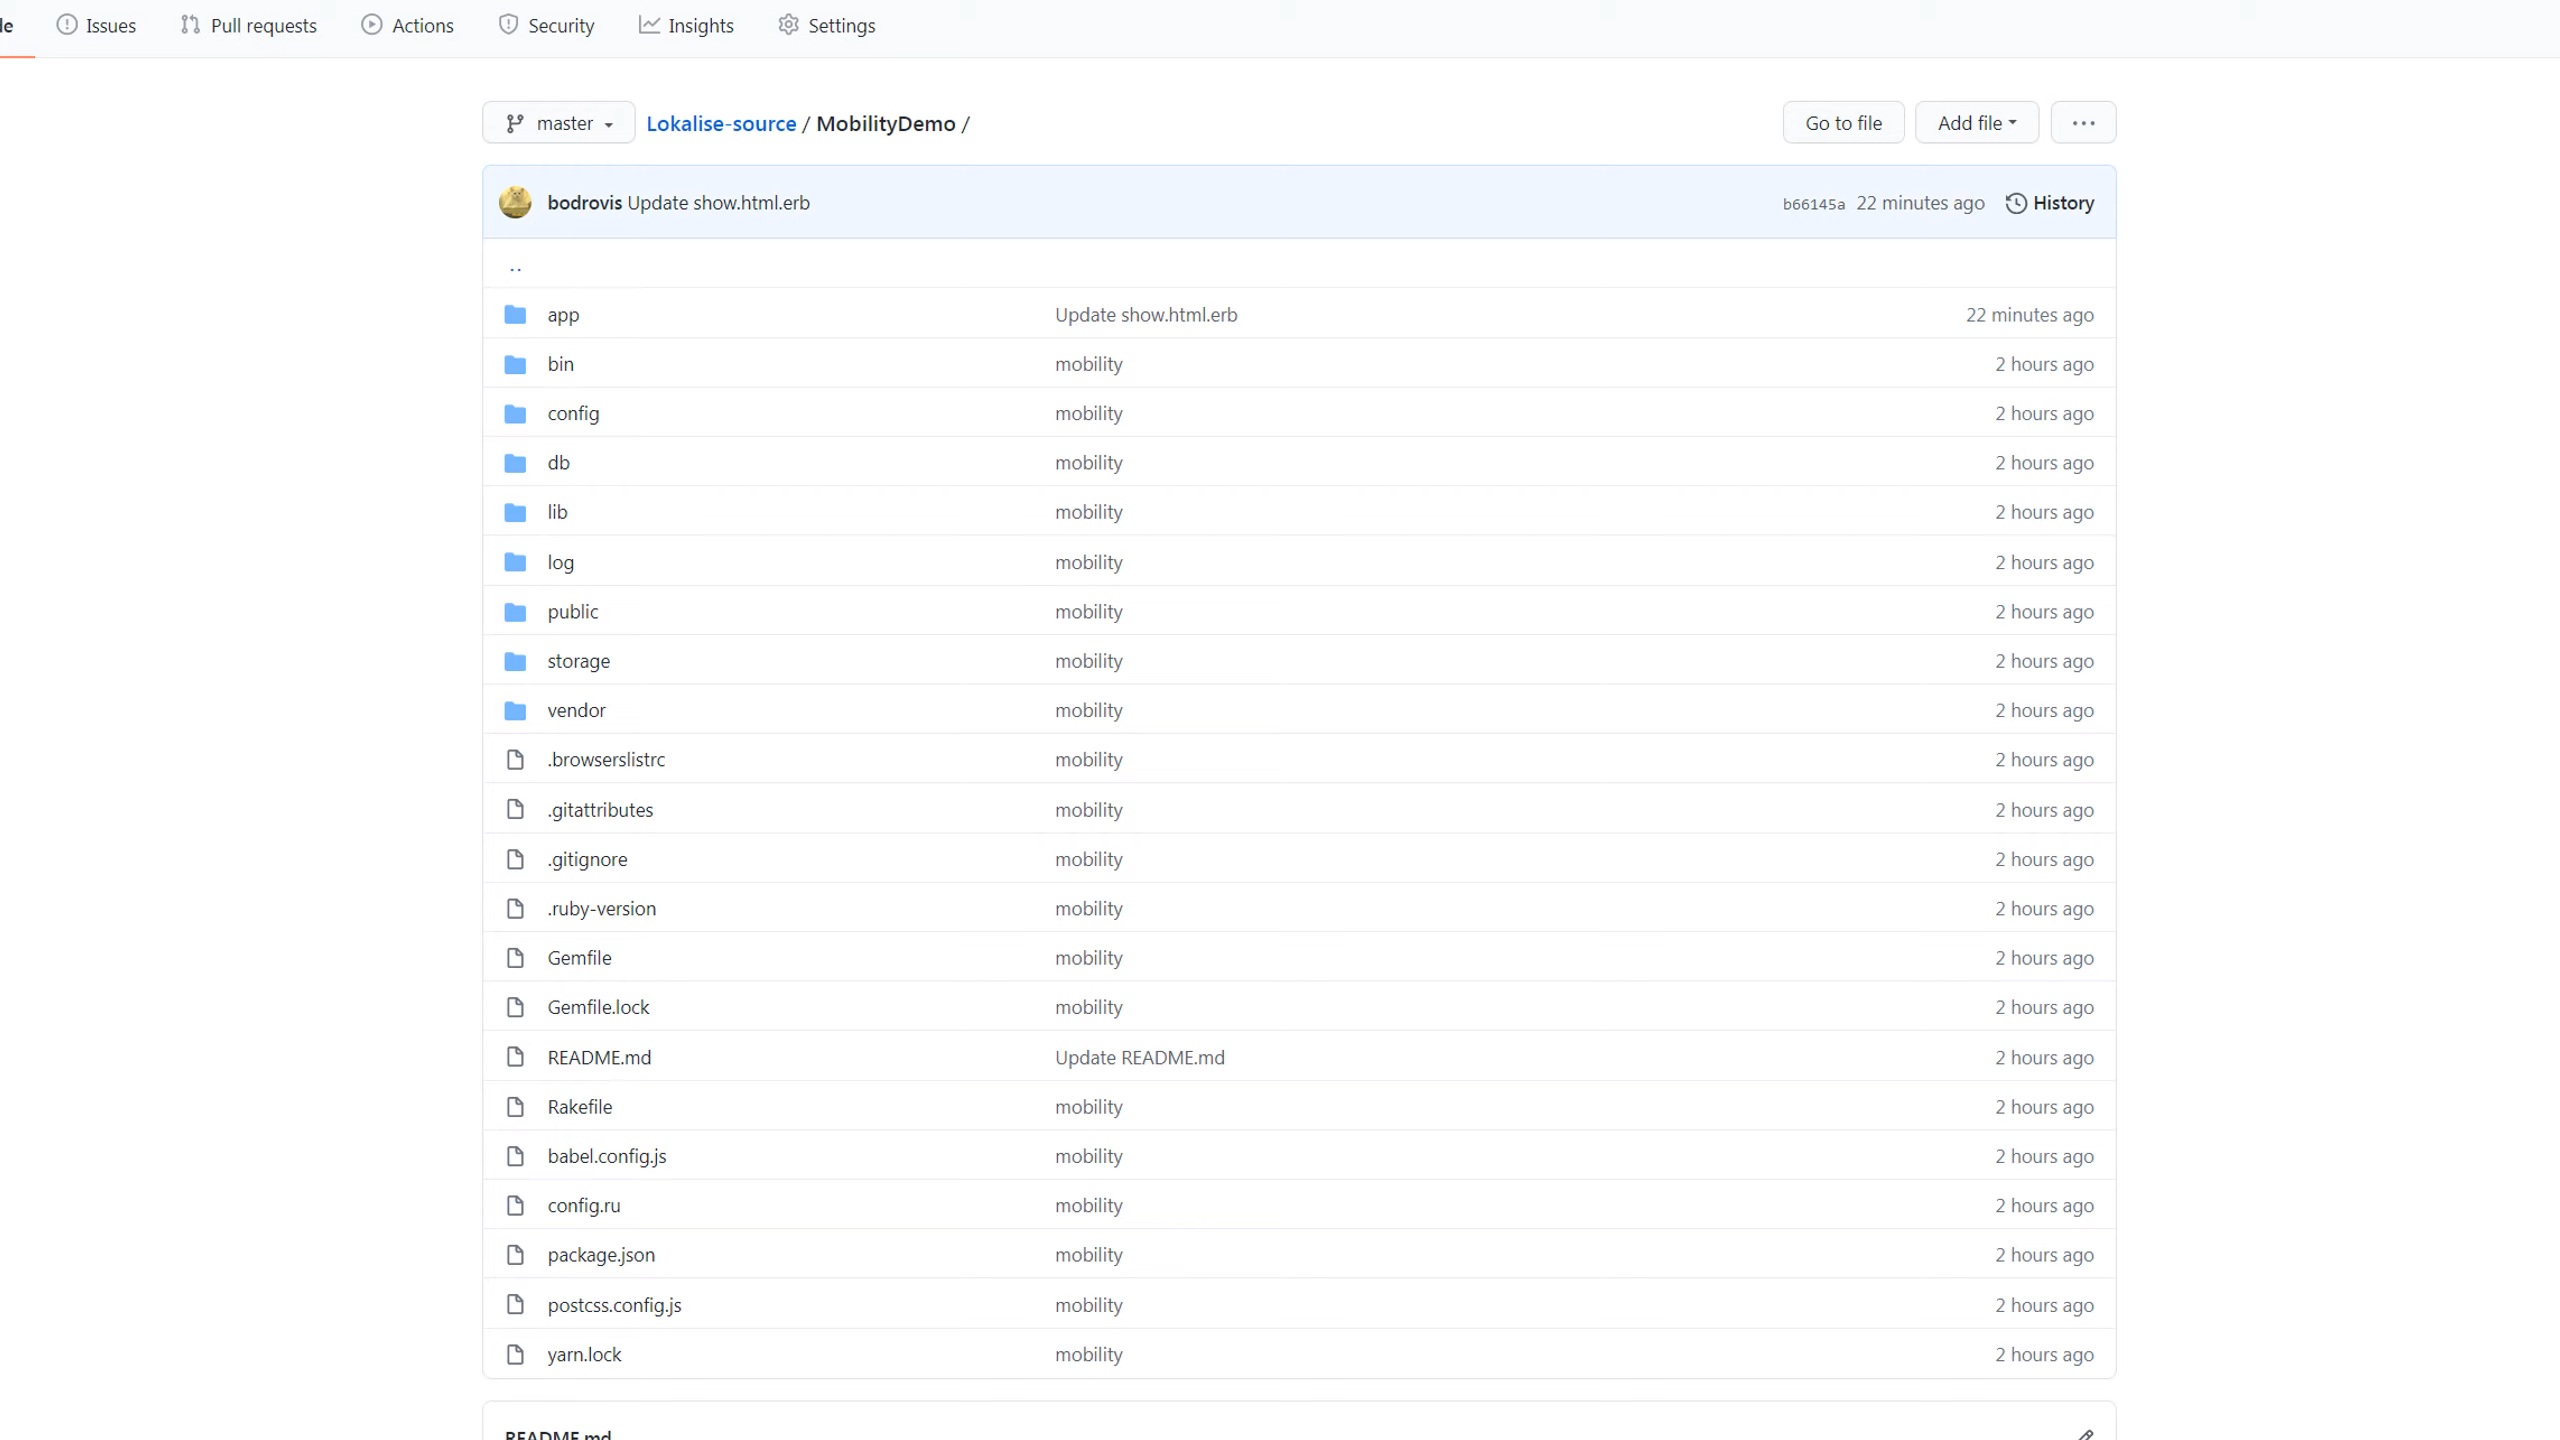 le Issues Pull requests Actions Security Insights Settings
master Lokalise-source / MobilityDemo / Go to file Add file ...
bodrovis Update show.html.erb b66145a 22 minutes ago History
..
app Update show.html.erb 22 minutes ago
bin mobility 2 hours ago
config mobility 2 hours ago
db mobility 2 hours ago
lib mobility 2 hours ago
log mobility 2 hours ago
public mobility 2 hours ago
storage mobility 2 hours ago
vendor mobility 2 hours ago
.browserslistrc mobility 2 hours ago
.gitattributes mobility 2 hours ago
.gitignore mobility 2 hours ago
.ruby-version mobility 2 hours ago
Gemfile mobility 2 hours ago
Gemfile.lock mobility 2 hours ago
README.md Update README.md 2 hours ago
Rakefile mobility 2 hours ago
babel.config.js mobility 2 hours ago
config.ru mobility 2 hours ago
package.json mobility 2 hours ago
postcss.config.js mobility 2 hours ago
yarn.lock mobility 2 hours ago
README.md